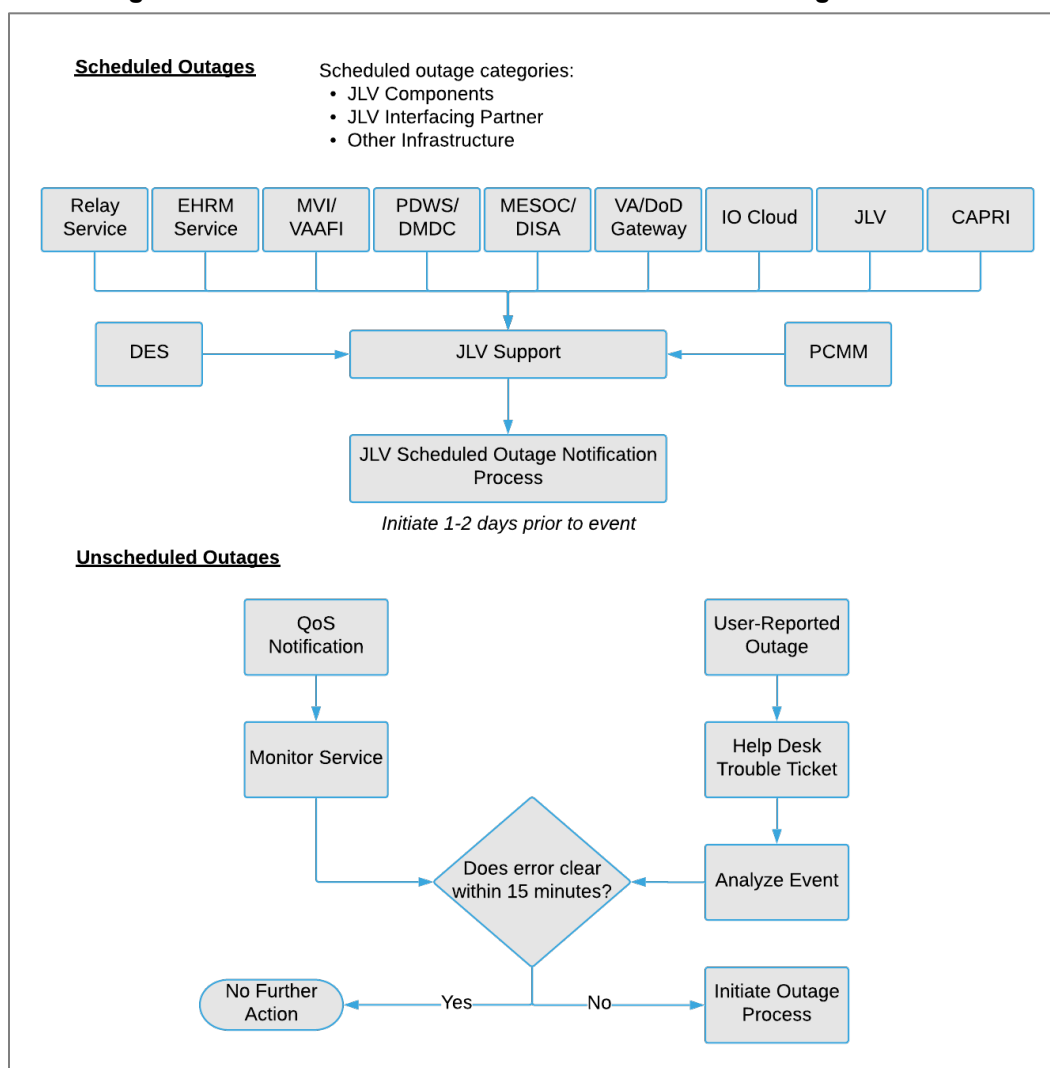 Scheduled Outages
Scheduled outage categories:
• JLV Components
• JLV Interfacing Partner
• Other Infrastructure
Relay
Service
EHRM
Service
MVI/
VAAFI
PDWS/
DMDC
MESOC/
DISA
VA/DoD
Gateway
IO Cloud
JLV
CAPRI
DES
JLV Support
PCMM
JLV Scheduled Outage Notification
Process
Initiate 1-2 days prior to event
Unscheduled Outages
QoS
Notification
User-Reported
Outage
Monitor Service
Help Desk
Trouble Ticket
Does error clear
within 15 minutes?
Analyze Event
No Further
Action
Yes
No
Initiate Outage
Process